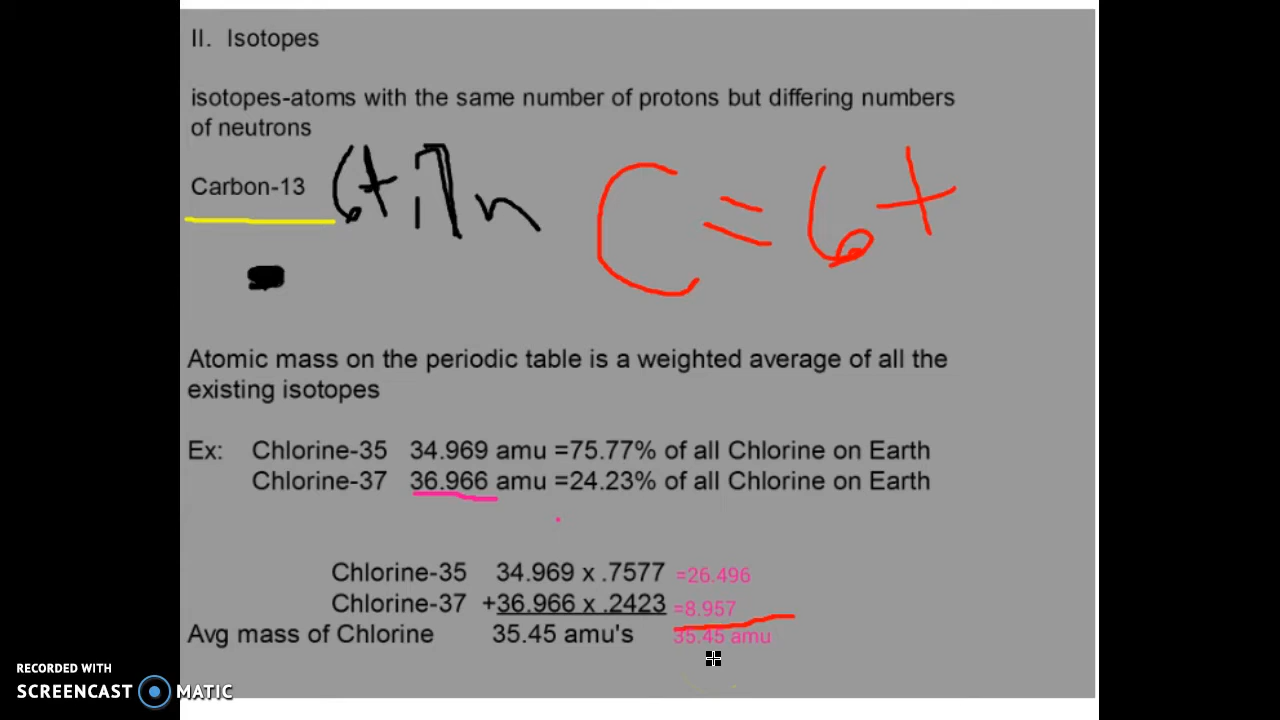 II. Isotopes
isotopes-atoms with the same number of protons but differing numbers
of neutrons
Carbon-13 6+ 7n C = 6+
Atomic mass on the periodic table is a weighted average of all the
existing isotopes
Ex: Chlorine-35 34.969 amu =75.77% of all Chlorine on Earth
Chlorine-37 36.966 amu =24.23% of all Chlorine on Earth
Chlorine-35 34.969 x .7577 =26.496
Chlorine-37 +36.966 x .2423 =8.957
Avg mass of Chlorine 35.45 amu's 35.45 amu
RECORDED WITH
SCREENCAST MATIC